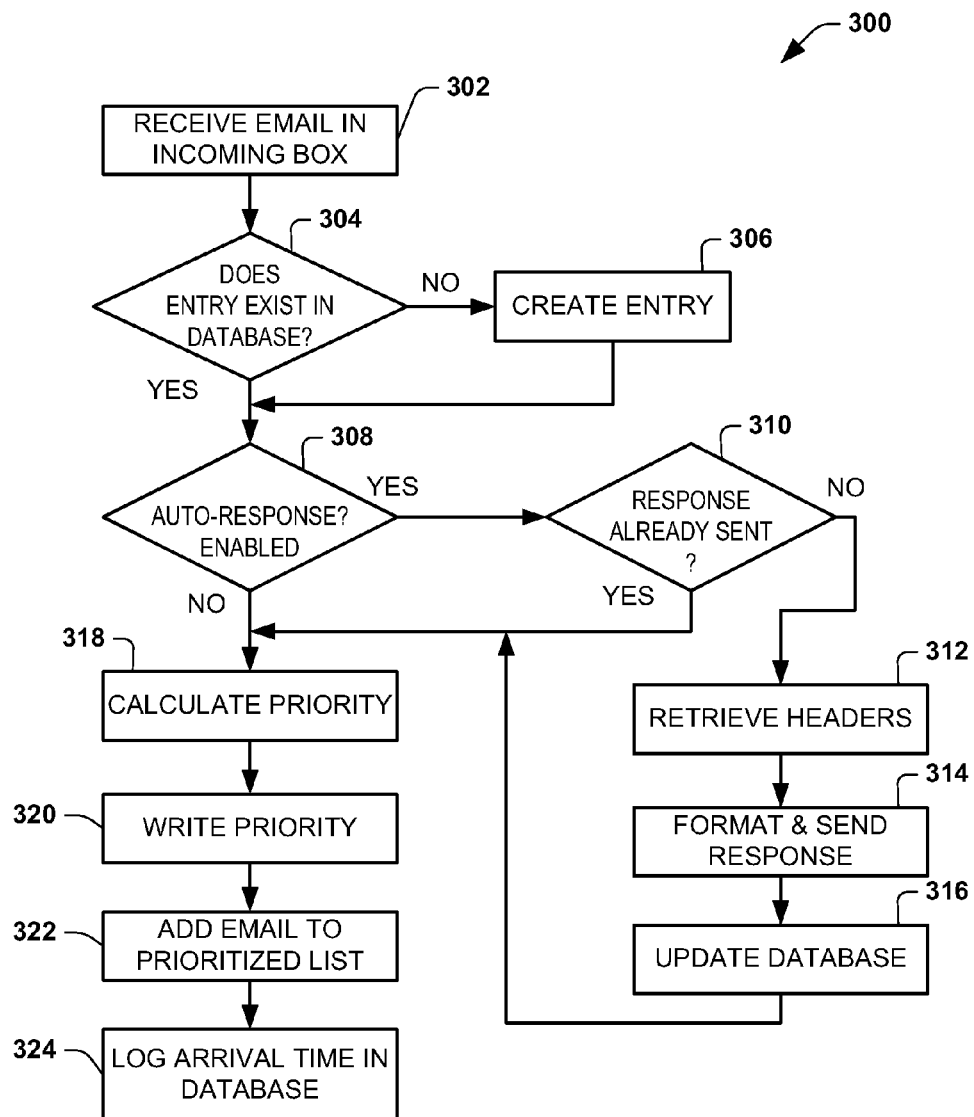 300
302
RECEIVE EMAIL IN
INCOMING BOX
304
DOES
ENTRY EXIST IN
DATABASE?
NO
306
CREATE ENTRY
YES
308
AUTO-RESPONSE?
ENABLED
YES
310
RESPONSE
ALREADY SENT
?
NO
NO
YES
318
CALCULATE PRIORITY
312
RETRIEVE HEADERS
320
WRITE PRIORITY
314
FORMAT & SEND
RESPONSE
322
ADD EMAIL TO
PRIORITIZED LIST
316
UPDATE DATABASE
324
LOG ARRIVAL TIME IN
DATABASE